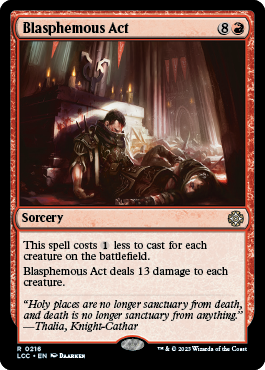 Blasphemous Act 8
Sorcery
This spell costs 1 less to cast for each
creature on the battlefield.
Blasphemous Act deals 13 damage to each
creature.
“Holy places are no longer sanctuary from death,
and death is no longer sanctuary from anything.”
—Thalia, Knight-Cathar
R 0216
LCC • EN Daarken
™ & © 2023 Wizards of the Coast